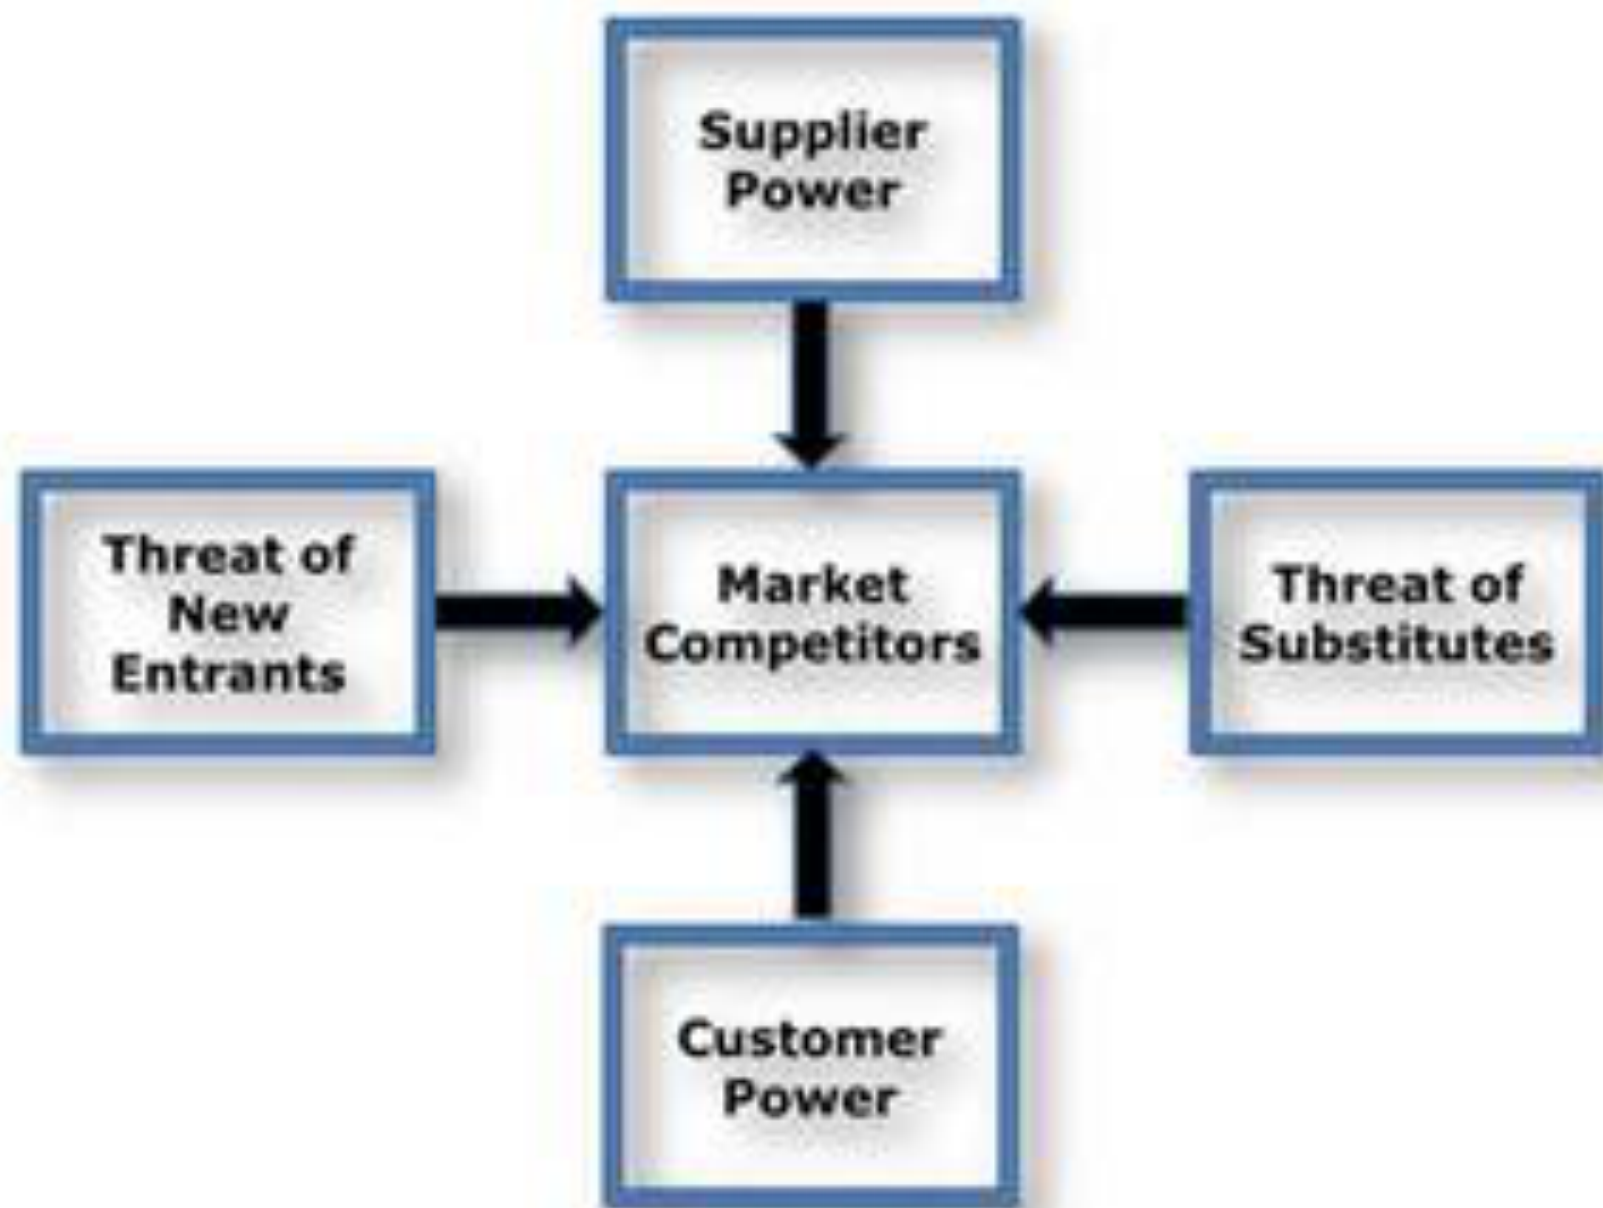 Supplier
Power
Threat of
New
Entrants
Market
Competitors
Threat of
Substitutes
Customer
Power